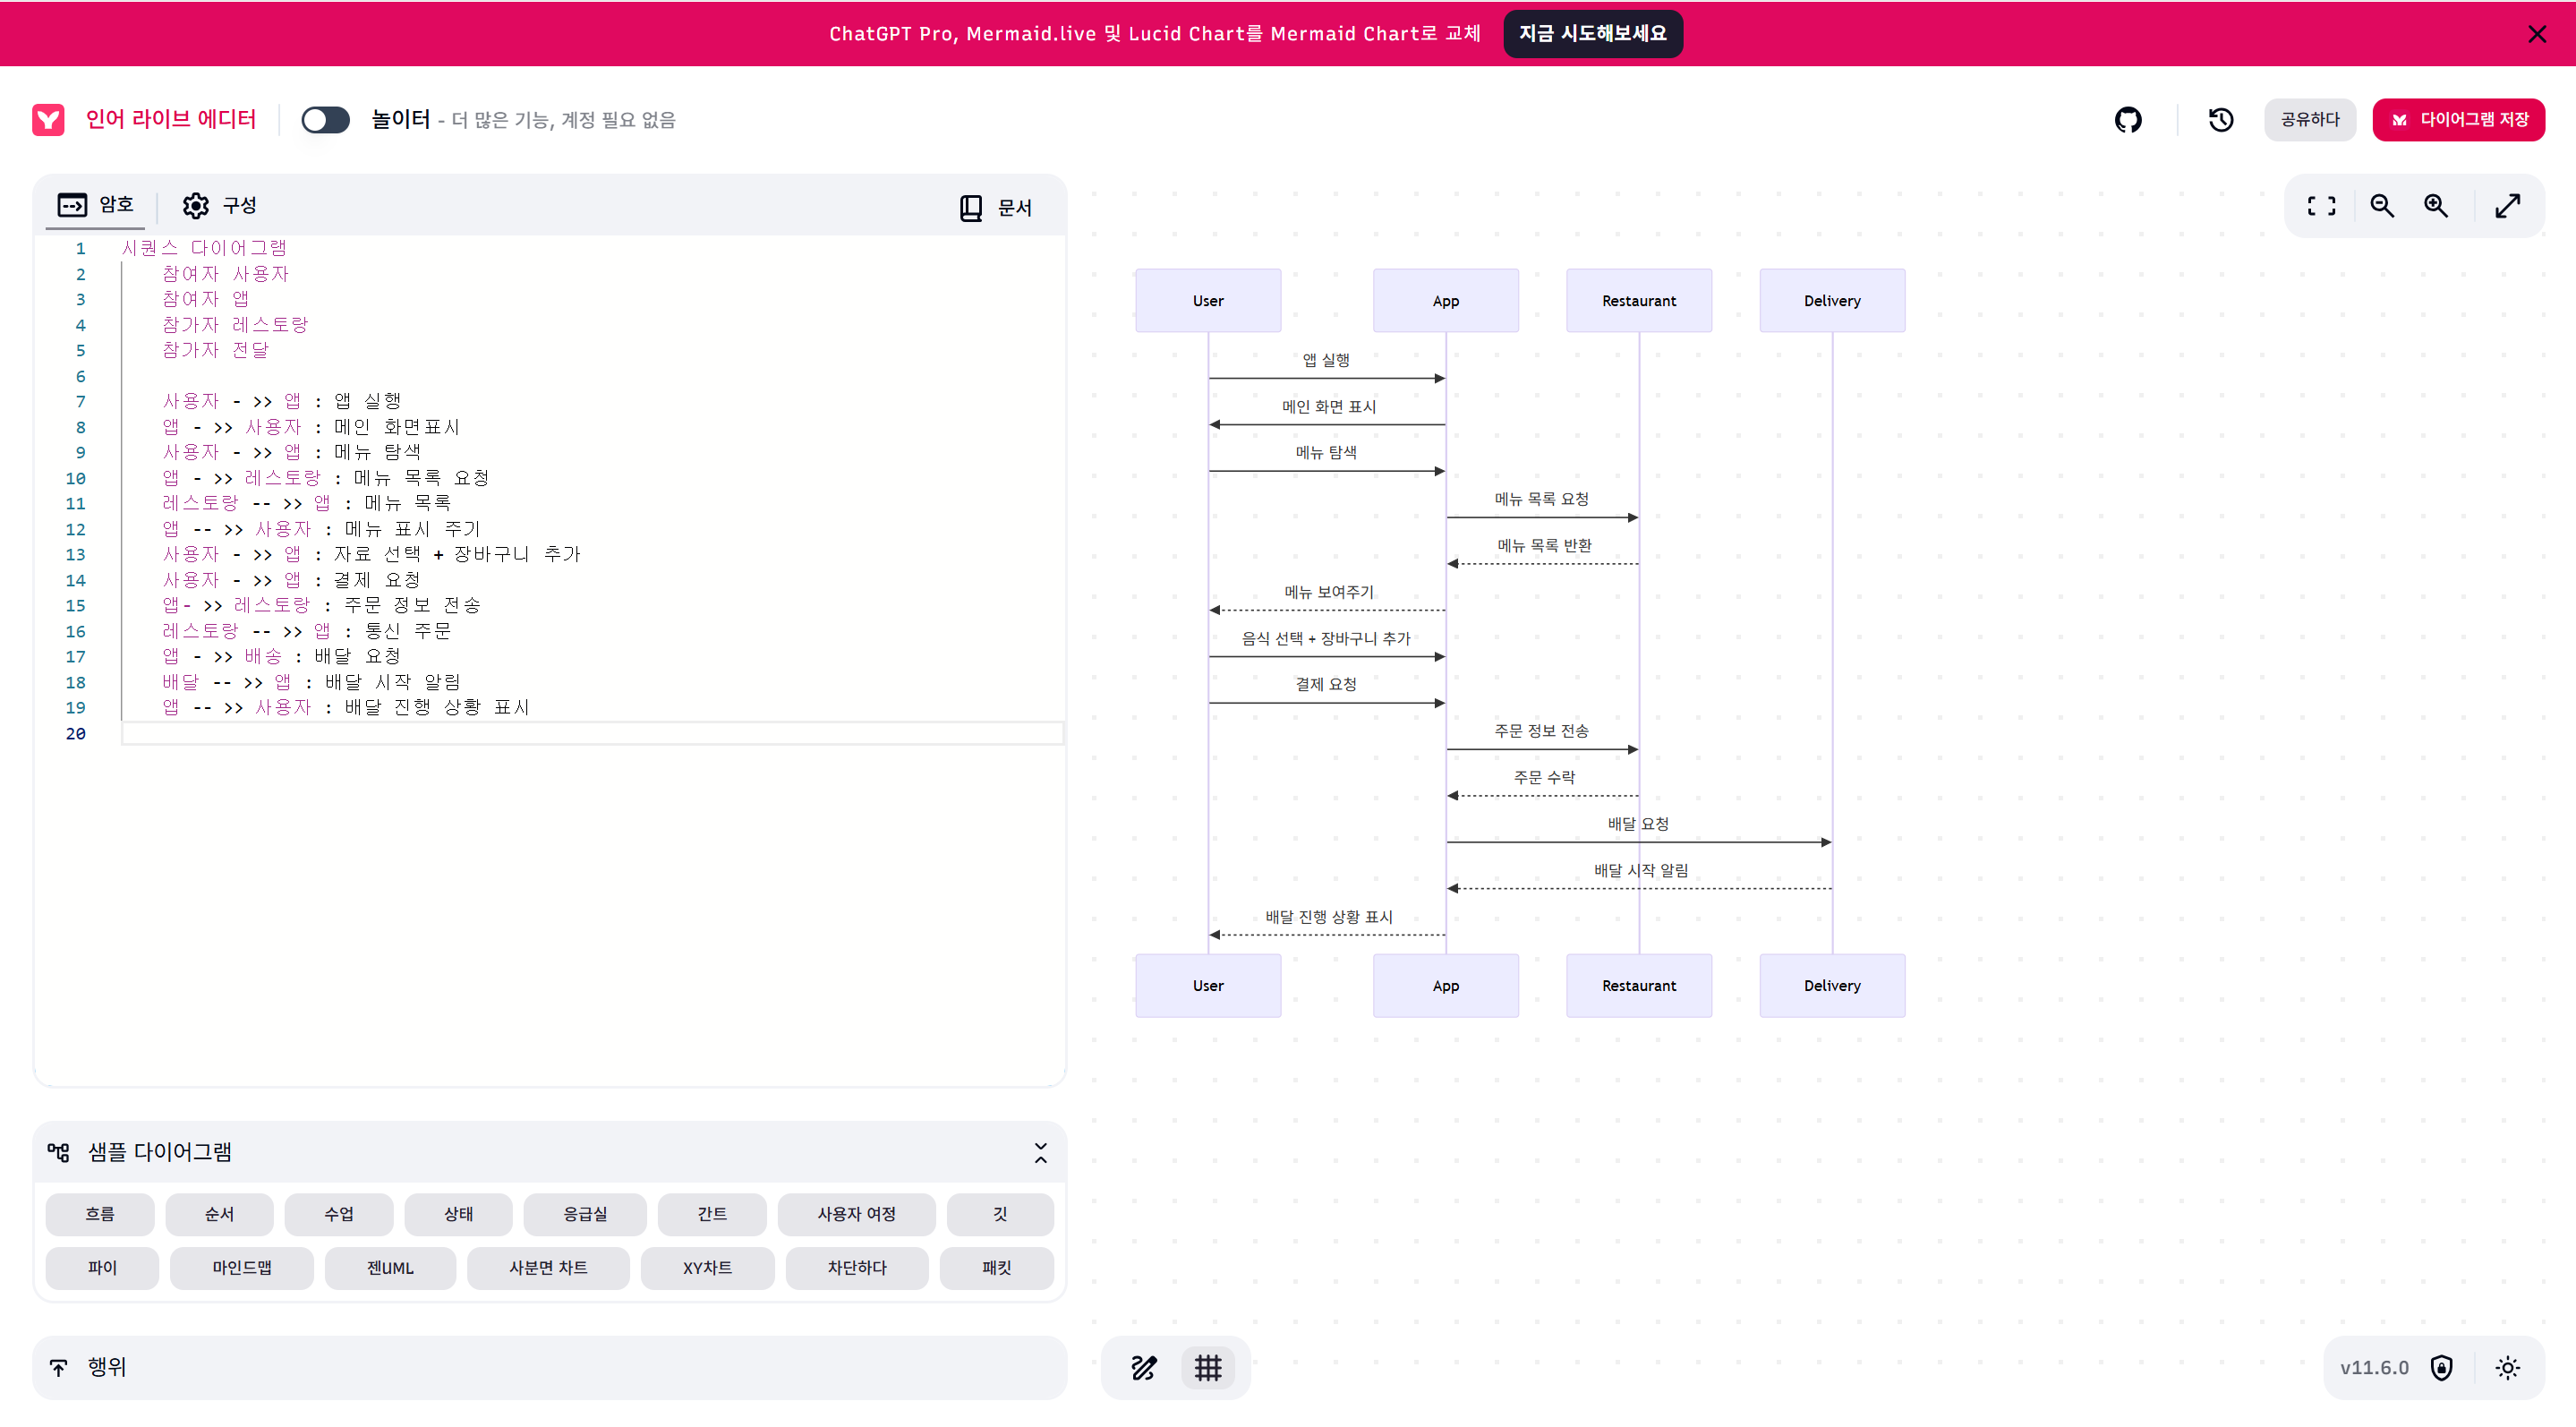 ChatGPT Pro, Mermaid.live 및 Lucid Chart를 Mermaid Chart로 교체 지금 시도해보세요
인어 라이브 에디터 놀이터 - 더 많은 기능, 계정 필요 없음 공유하다 다이어그램 저장
암호 구성 문서
1 시퀀스 다이어그램
2 참여자 사용자
3 참여자 앱
4 참가자 레스토랑
5 참가자 전달
6
7 사용자 - >> 앱 : 앱 실행
8 앱 - >> 사용자 : 메인 화면표시
9 사용자 - >> 앱 : 메뉴 탐색
10 앱 - >> 레스토랑 : 메뉴 목록 요청
11 레스토랑 -- >> 앱 : 메뉴 목록
12 앱 -- >> 사용자 : 메뉴 표시 주기
13 사용자 - >> 앱 : 자료 선택 + 장바구니 추가
14 사용자 - >> 앱 : 결제 요청
15 앱- >> 레스토랑 : 주문 정보 전송
16 레스토랑 -- >> 앱 : 통신 주문
17 앱 - >> 배송 : 배달 요청
18 배달 -- >> 앱 : 배달 시작 알림
19 앱 -- >> 사용자 : 배달 진행 상황 표시
20
User App Restaurant Delivery
앱 실행
메인 화면 표시
메뉴 탐색
메뉴 목록 요청
메뉴 목록 반환
메뉴 보여주기
음식 선택 + 장바구니 추가
결제 요청
주문 정보 전송
주문 수락
배달 요청
배달 시작 알림
배달 진행 상황 표시
User App Restaurant Delivery
샘플 다이어그램
흐름 순서 수업 상태 응급실 간트 사용자 여정 깃
파이 마인드맵 젠UML 사분면 차트 XY차트 차단하다 패킷
행위
v11.6.0